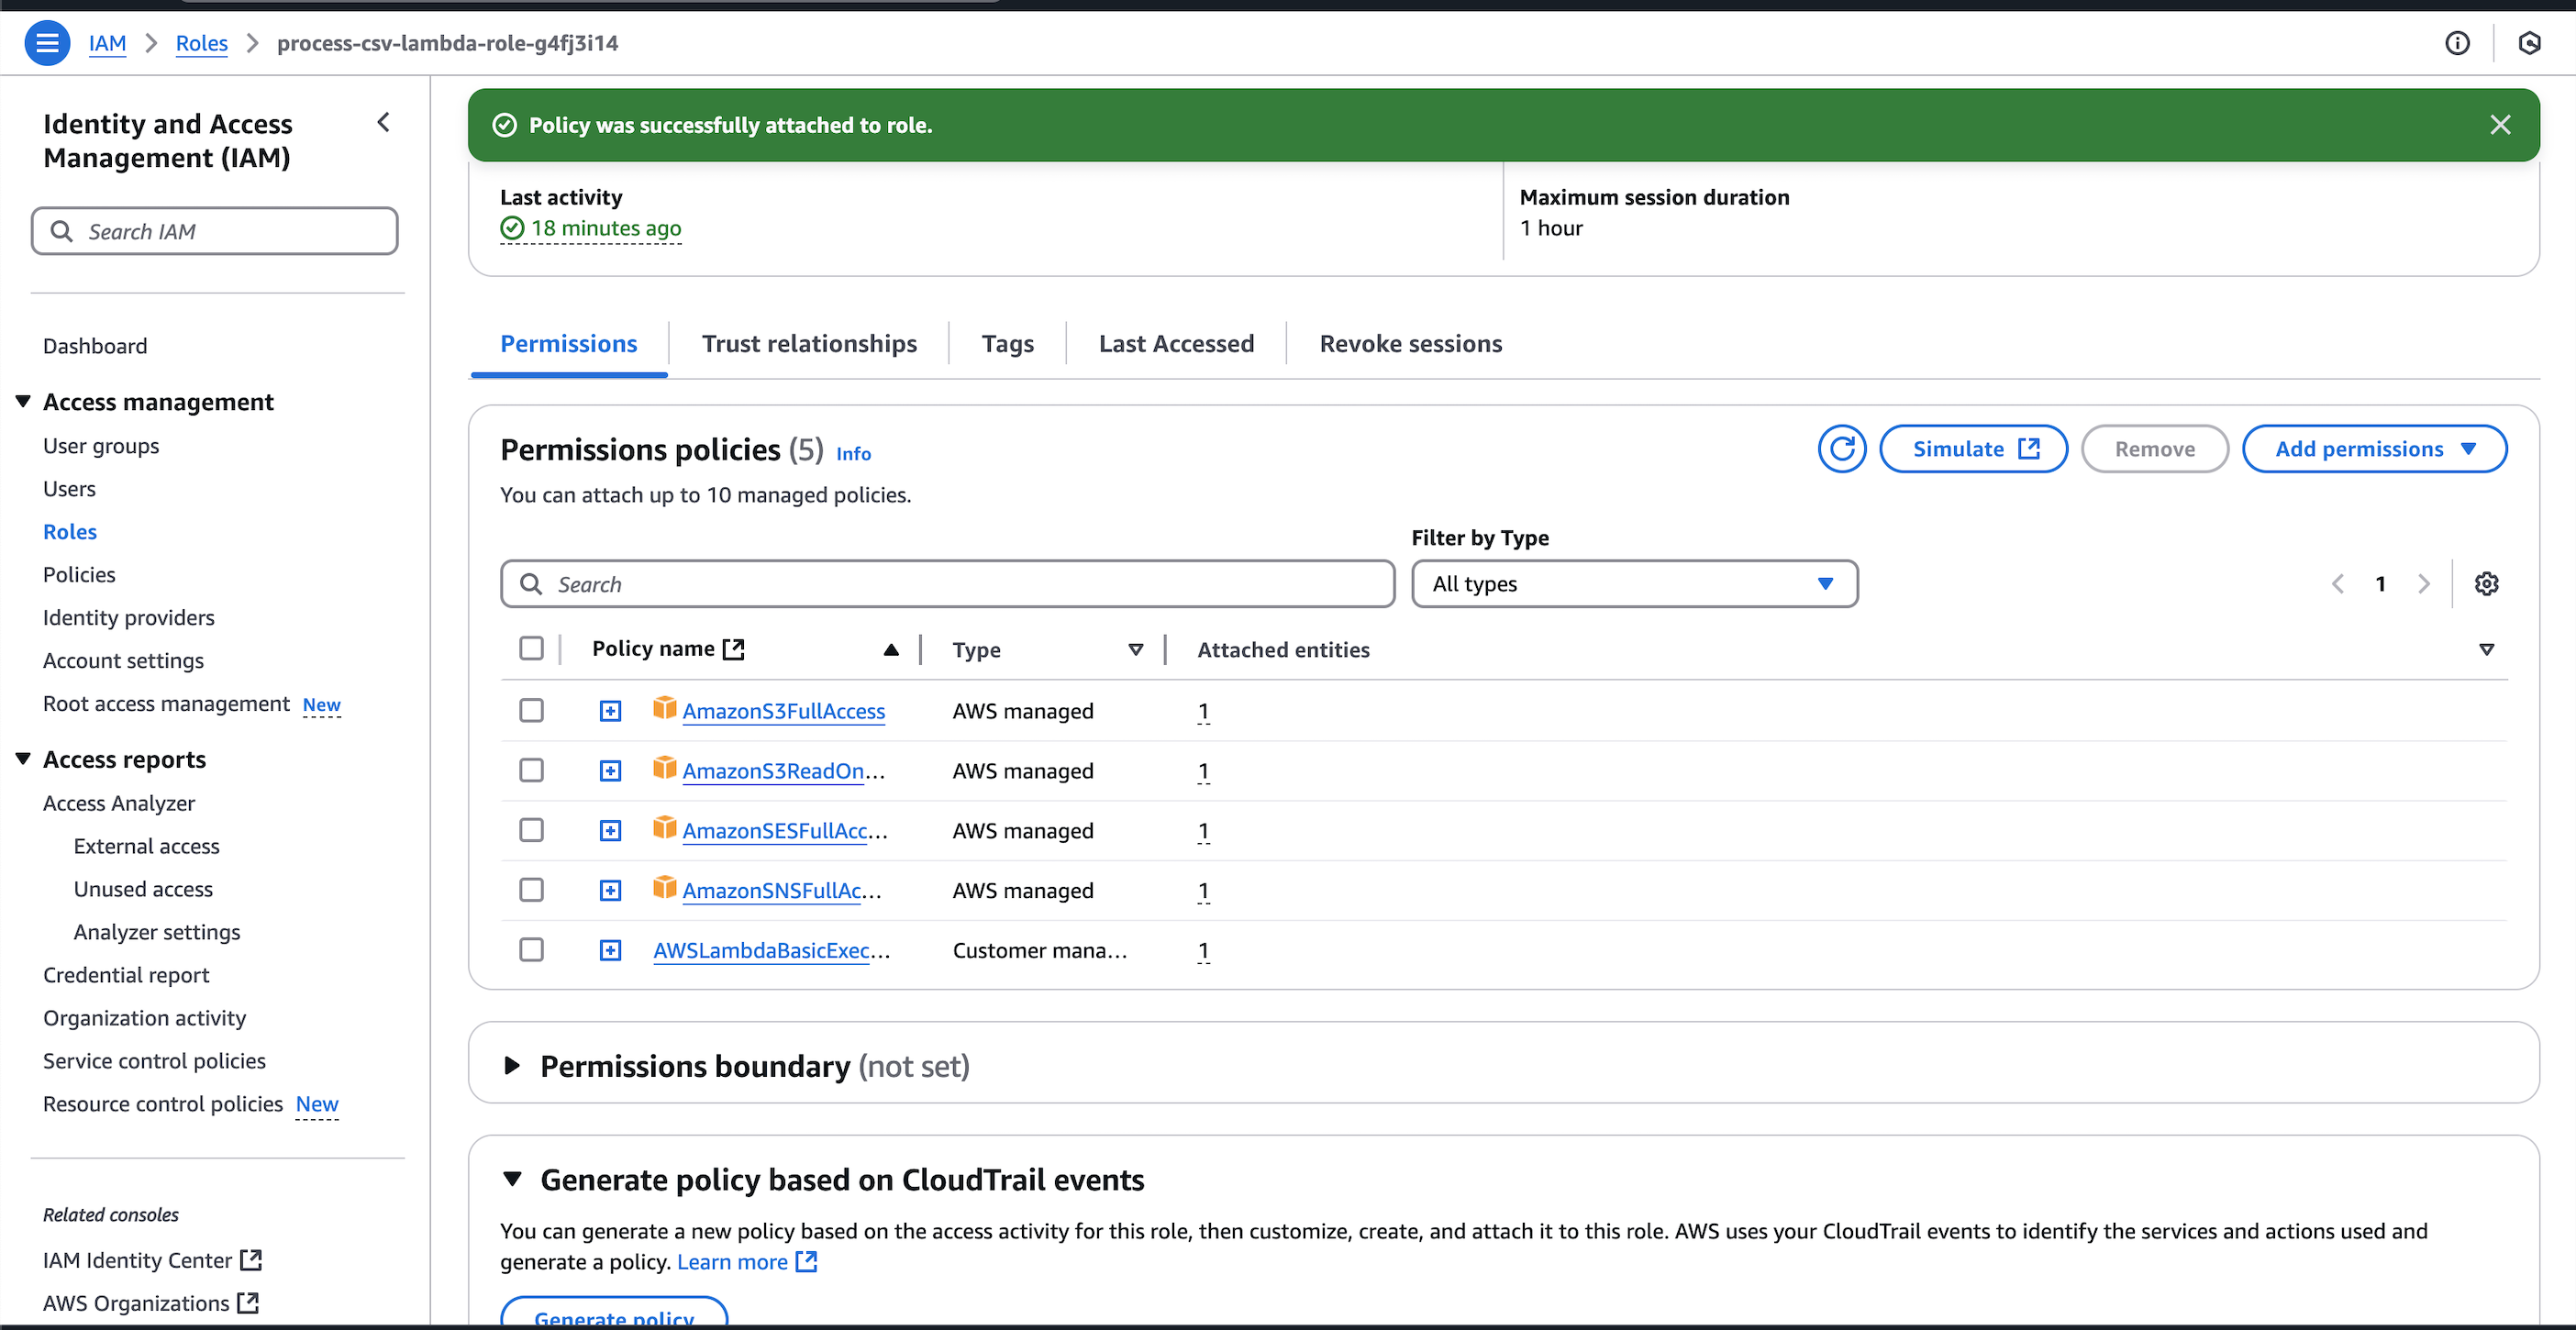 IAM > Roles > process-csv-lambda-role-g4fj3i14
Identity and Access
Management (IAM)
Search IAM
Dashboard
Access management
User groups
Users
Roles
Policies
Identity providers
Account settings
Root access management New
Access reports
Access Analyzer
External access
Unused access
Analyzer settings
Credential report
Organization activity
Service control policies
Resource control policies New
Related consoles
IAM Identity Center
AWS Organizations
Policy was successfully attached to role.
Last activity
18 minutes ago
Maximum session duration
1 hour
Permissions Trust relationships Tags Last Accessed Revoke sessions
Permissions policies (5) Info
Simulate Remove Add permissions
You can attach up to 10 managed policies.
Filter by Type
Search All types 1
Policy name Type Attached entities
AmazonS3FullAccess AWS managed 1
AmazonS3ReadOn... AWS managed 1
AmazonSESFullAcc... AWS managed 1
AmazonSNSFullAc... AWS managed 1
AWSLambdaBasicExec... Customer mana... 1
Permissions boundary (not set)
Generate policy based on CloudTrail events
You can generate a new policy based on the access activity for this role, then customize, create, and attach it to this role. AWS uses your CloudTrail events to identify the services and actions used and
generate a policy. Learn more
Generate policy